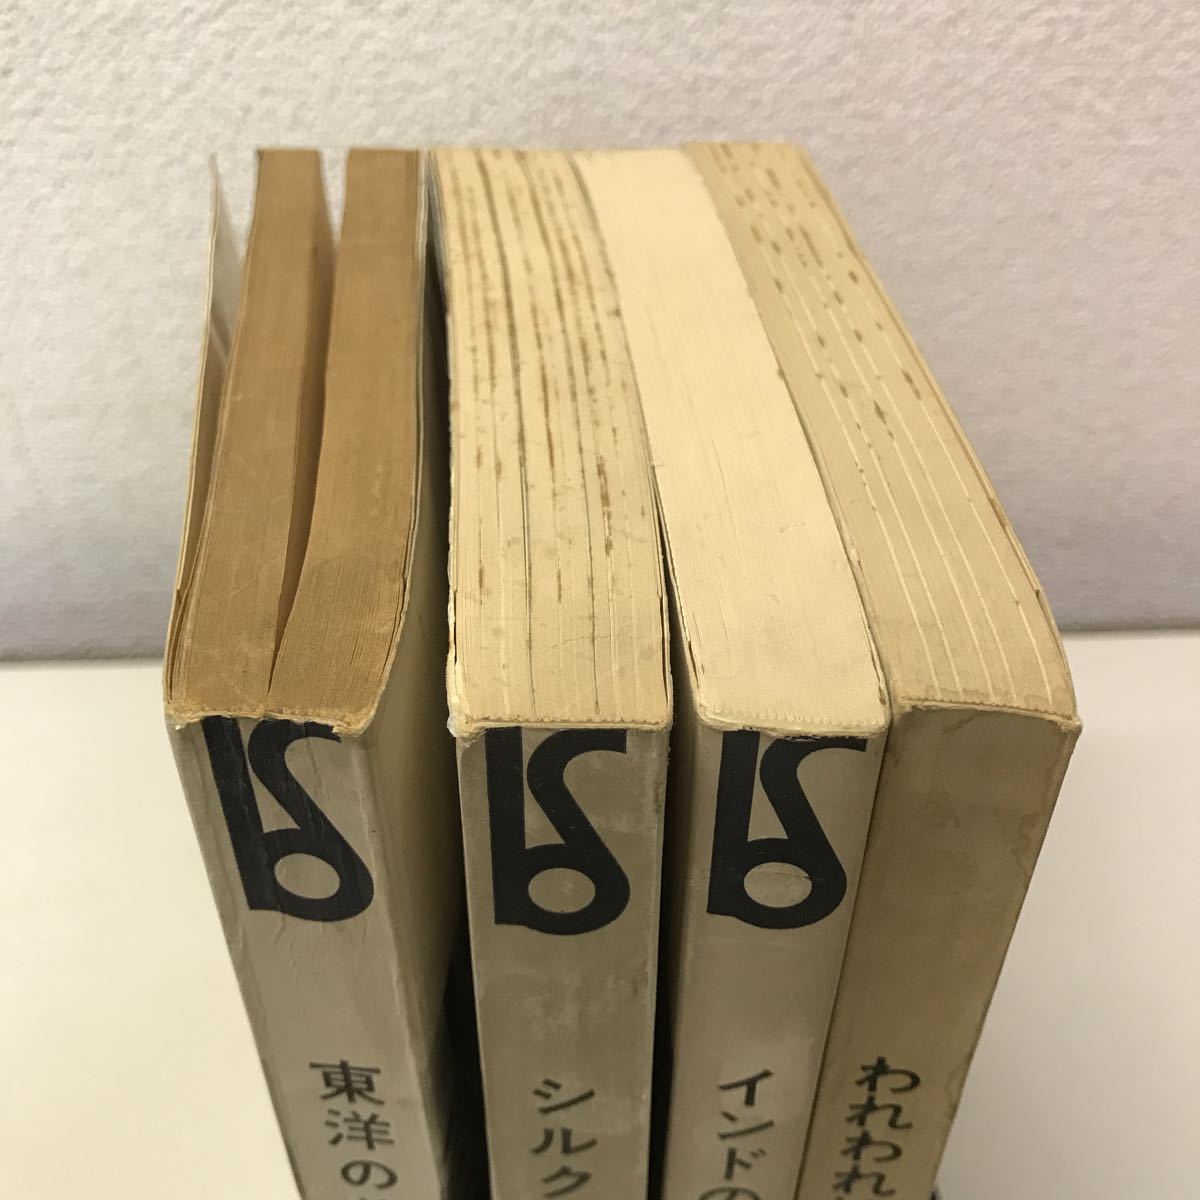 東洋の
シルク
インドの
われわれ